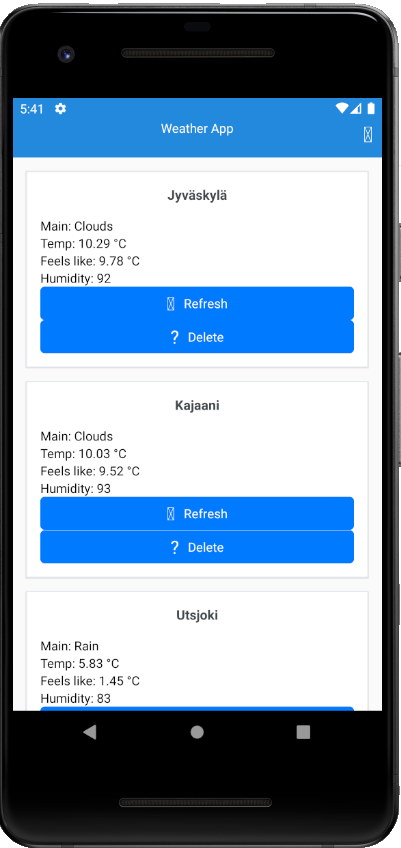 5:41
Weather App
Jyväskylä
Main: Clouds
Temp: 10.29 °C
Feels like: 9.78 °C
Humidity: 92
Refresh
? Delete
Kajaani
Main: Clouds
Temp: 10.03 °C
Feels like: 9.52 °C
Humidity: 93
Refresh
? Delete
Utsjoki
Main: Rain
Temp: 5.83 °C
Feels like: 1.45 °C
Humidity: 83